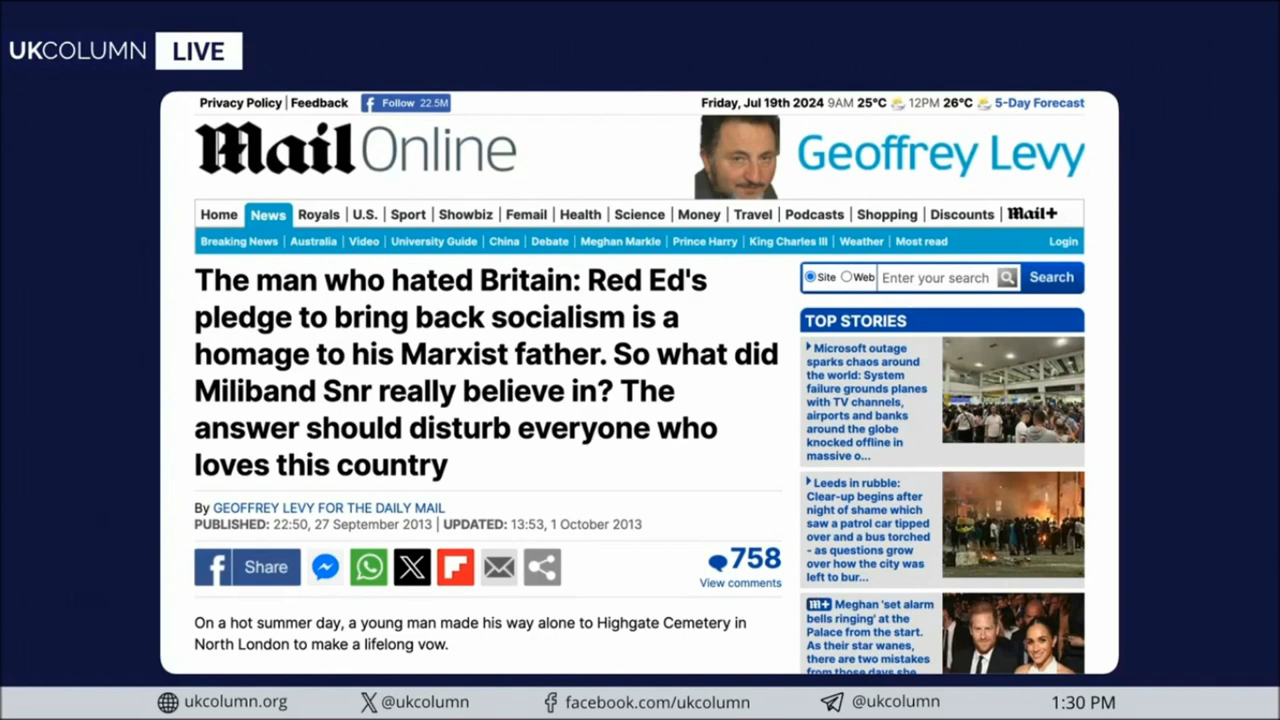 UKCOLUMN LIVE
Privacy Policy | Feedback
Follow 22.5M
Friday, Jul 19th 2024 9AM 25°C 12PM 26°C 5-Day Forecast
Mail Online
Geoffrey Levy
Home News Royals | U.S. | Sport | Showbiz | Femail | Health | Science | Money | Travel | Podcasts | Shopping | Discounts | Mail+
Breaking News | Australia | Video | University Guide | China | Debate | Meghan Markle | Prince Harry | King Charles III | Weather | Most read
Login
The man who hated Britain: Red Ed's
pledge to bring back socialism is a
homage to his Marxist father. So what did
Miliband Snr really believe in? The
answer should disturb everyone who
loves this country
By GEOFFREY LEVY FOR THE DAILY MAIL
PUBLISHED: 22:50, 27 September 2013 | UPDATED: 13:53, 1 October 2013
Share
758
View comments
On a hot summer day, a young man made his way alone to Highgate Cemetery in
North London to make a lifelong vow.
Site Web Enter your search Search
TOP STORIES
Microsoft outage
sparks chaos around
the world: System
failure grounds planes
with TV channels,
airports and banks
around the globe
knocked offline in
massive o...
Leeds in rubble:
Clear-up begins after
night of shame which
saw a patrol car tipped
over and a bus torched
- as questions grow
over how the city was
left to bur...
m+ Meghan 'set alarm
bells ringing' at the
Palace from the start.
As their star wanes,
there are two mistakes
from those days she
ukcolumn.org
@ukcolumn
facebook.com/ukcolumn
@ukcolumn
1:30 PM